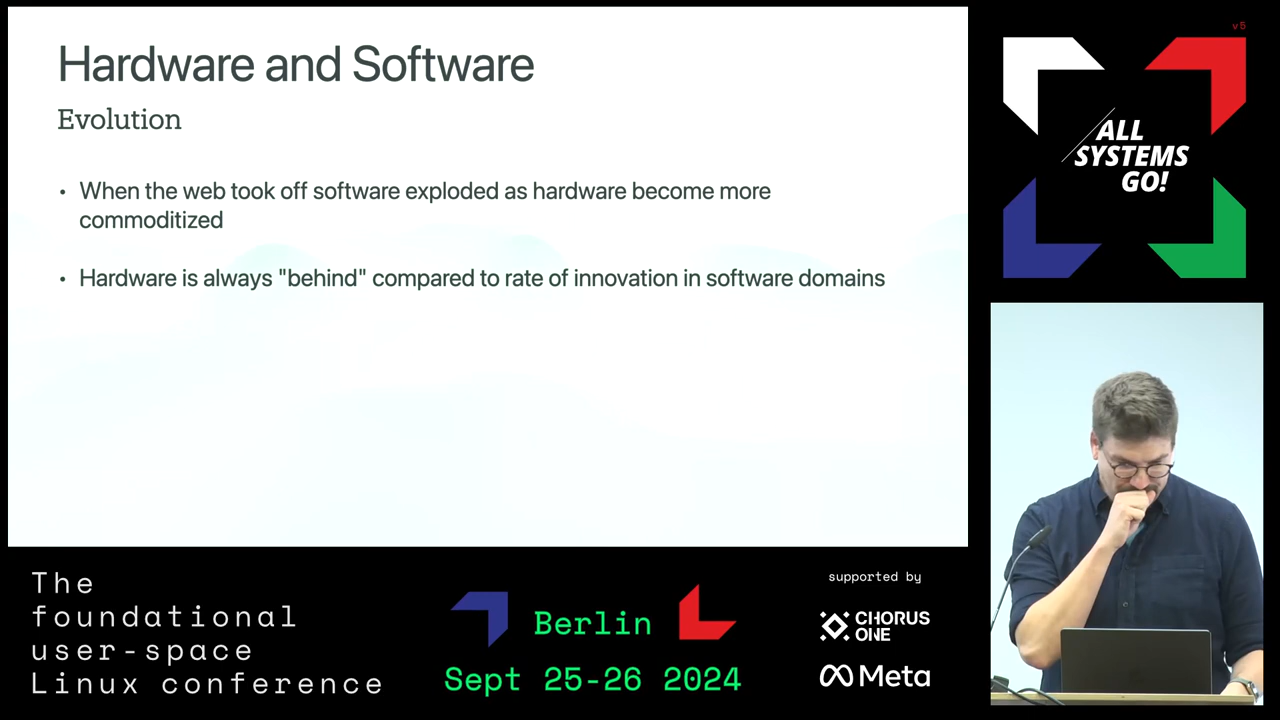 Hardware and Software
Evolution
• When the web took off software exploded as hardware become more
commoditized
• Hardware is always "behind" compared to rate of innovation in software domains
v5
ALL
SYSTEMS
GO!
The
foundational
user-space
Linux conference
Berlin
Sept 25-26 2024
supported by
CHORUS
ONE
Meta